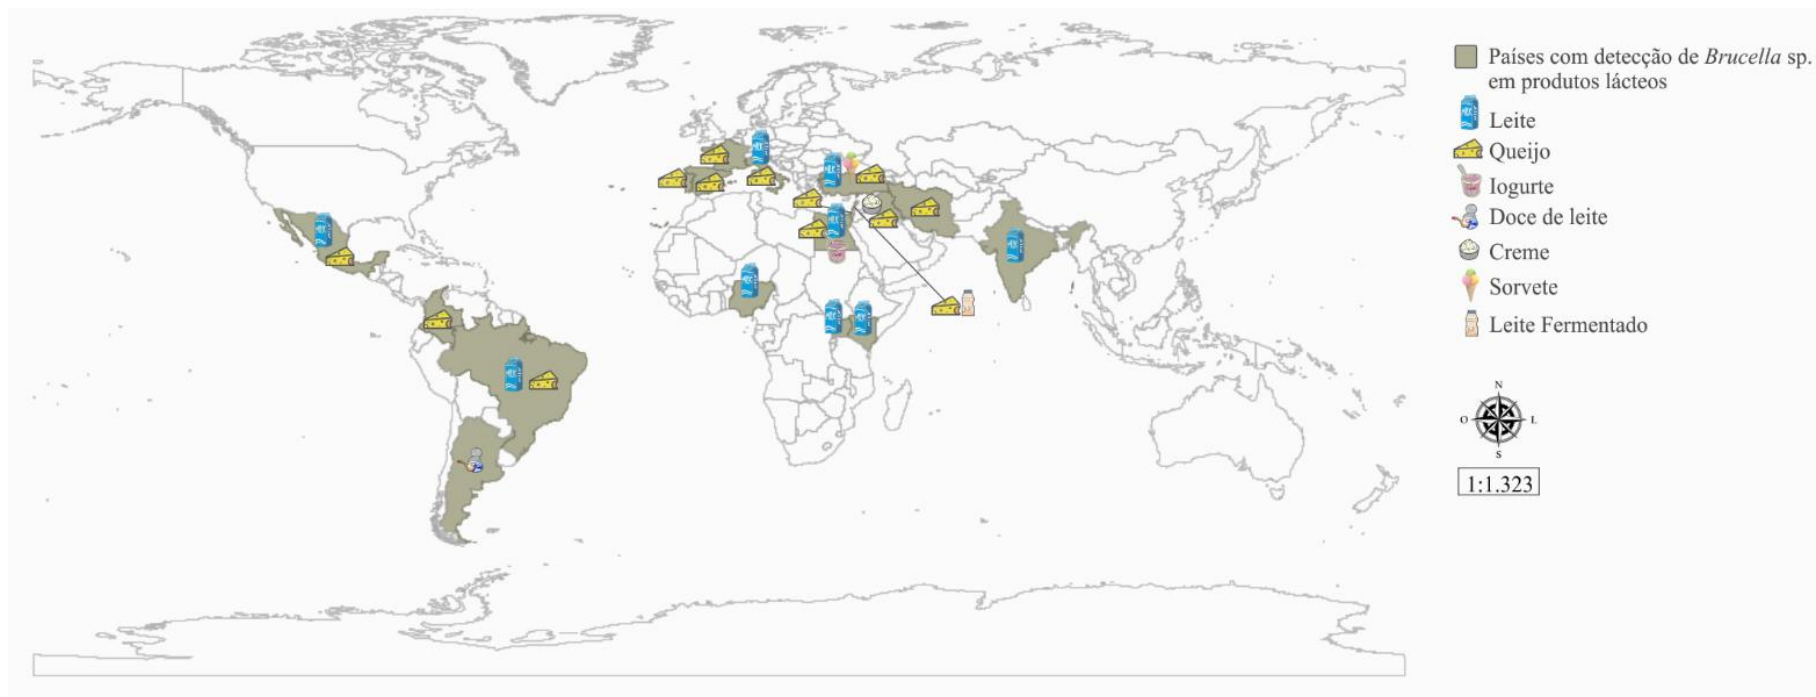 Países com detecção de Brucella sp.
em produtos lácteos
Leite
Queijo
Iogurte
Doce de leite
Creme
Sorvete
Leite Fermentado
N
O
L
S
1:1.323